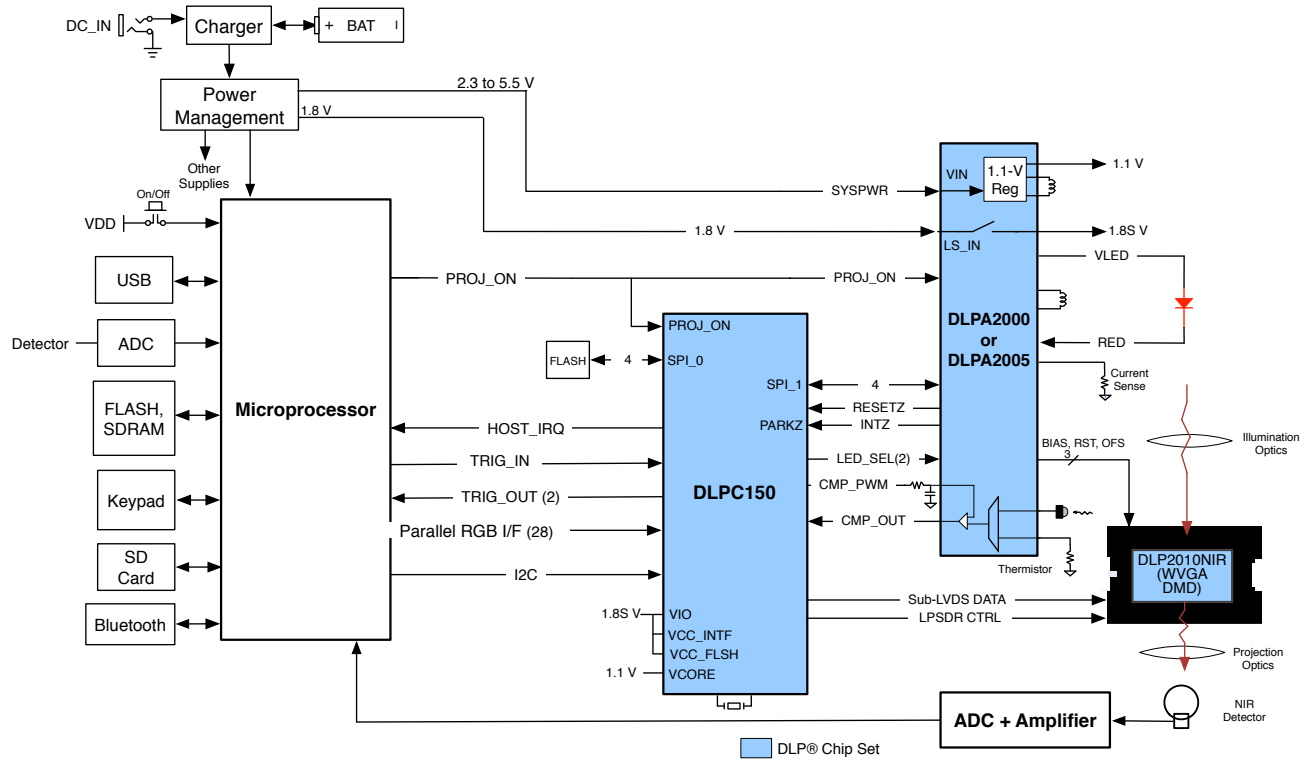 DC_IN
Charger
+ BAT I
Power
Management
2.3 to 5.5 V
1.8 V
Other
Supplies
On/Off
VDD
USB
Detector
ADC
FLASH,
SDRAM
Keypad
SD
Card
Bluetooth
Microprocessor
PROJ_ON
HOST_IRQ
TRIG_IN
TRIG_OUT (2)
Parallel RGB I/F (28)
I2C
FLASH
4
PROJ_ON
SPI_0
SPI_1
PARKZ
DLPC150
1.8S V
VIO
VCC_INTF
VCC_FLSH
1.1 V
VCORE
SYSPWR
1.8 V
PROJ_ON
4
RESETZ
INTZ
LED_SEL(2)
CMP_PWM
CMP_OUT
Sub-LVDS DATA
LPSDR CTRL
VIN
1.1-V
Reg
LS_IN
DLPA2000
or
DLPA2005
1.1 V
1.8S V
VLED
RED
Current
Sense
BIAS, RST, OFS
3
Thermistor
Illumination
Optics
DLP2010NIR
(WVGA
DMD)
Projection
Optics
NIR
Detector
ADC + Amplifier
DLP® Chip Set